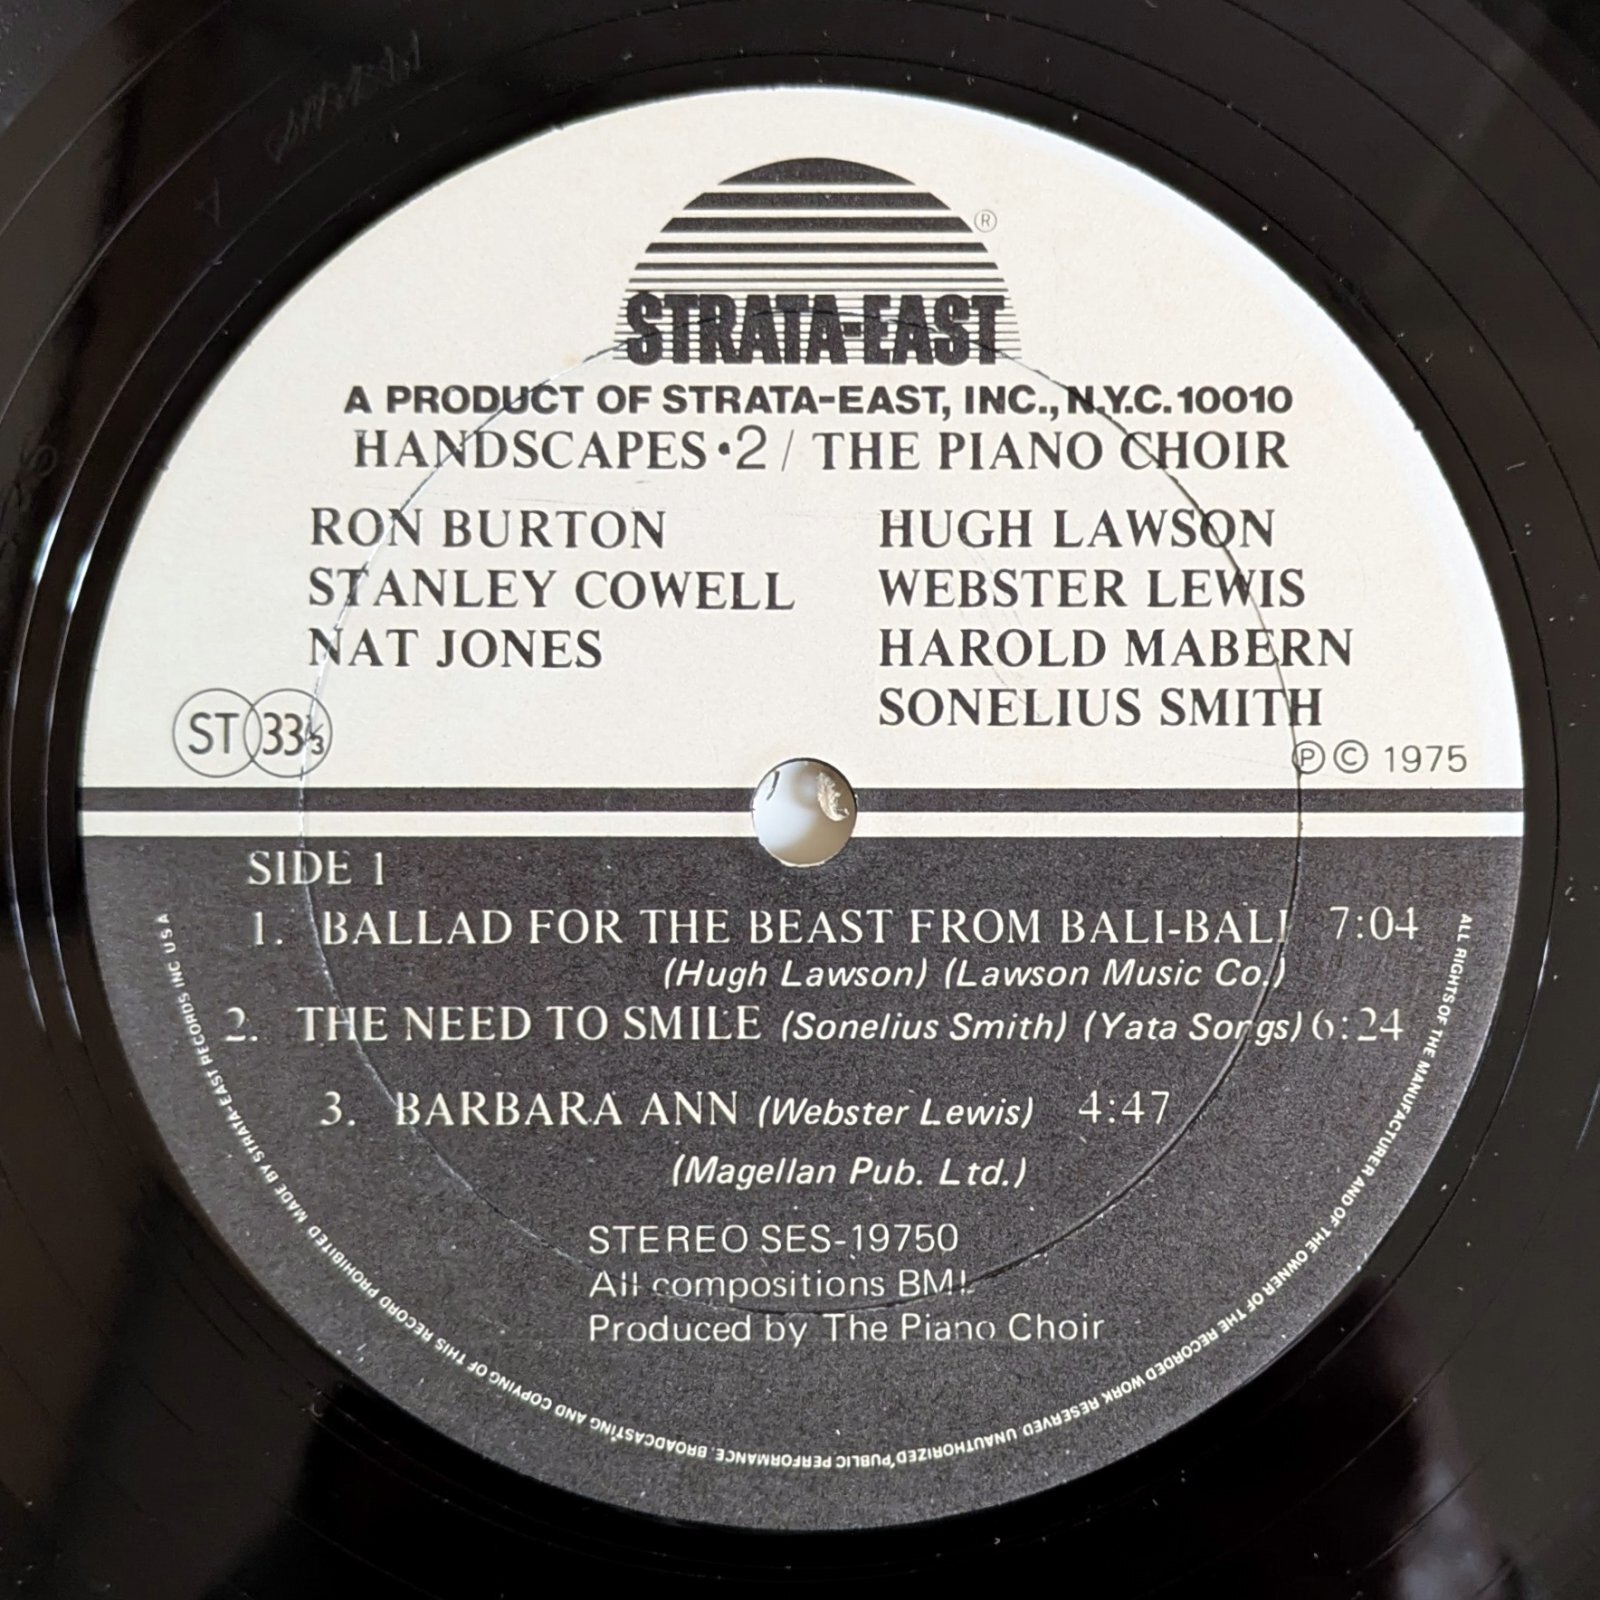 ®
STRATA-EAST
A PRODUCT OF STRATA-EAST, INC., N.Y.C. 10010
HANDSCAPES • 2 / THE PIANO CHOIR
RON BURTON
STANLEY COWELL
NAT JONES
HUGH LAWSON
WEBSTER LEWIS
HAROLD MABERN
SONELIUS SMITH
ST 33⅓
℗ © 1975
SIDE 1
1. BALLAD FOR THE BEAST FROM BALI-BALI 7:04
(Hugh Lawson) (Lawson Music Co.)
2. THE NEED TO SMILE (Sonelius Smith) (Yata Songs) 6:24
3. BARBARA ANN (Webster Lewis) 4:47
(Magellan Pub. Ltd.)
STEREO SES-19750
All compositions BMI
Produced by The Piano Choir
ALL RIGHTS OF THE MANUFACTURER AND OF THE OWNER OF THE RECORDED WORK RESERVED. UNAUTHORIZED PUBLIC PERFORMANCE, BROADCASTING AND COPYING OF THIS RECORD PROHIBITED MADE BY STRATA-EAST RECORDS INC U.S.A